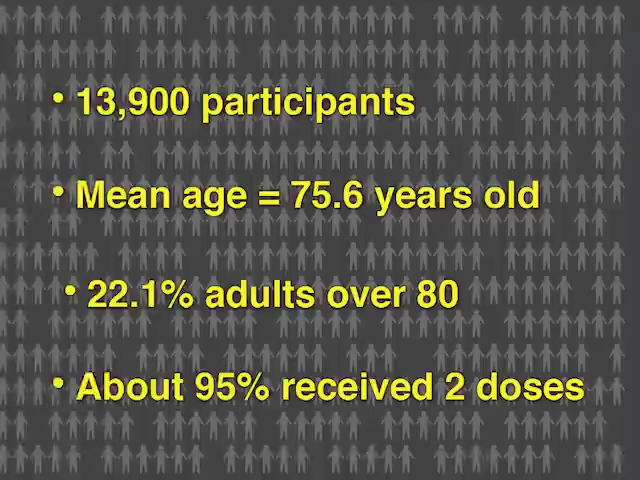 • 13,900 participants
• Mean age = 75.6 years old
• 22.1% adults over 80
• About 95% received 2 doses